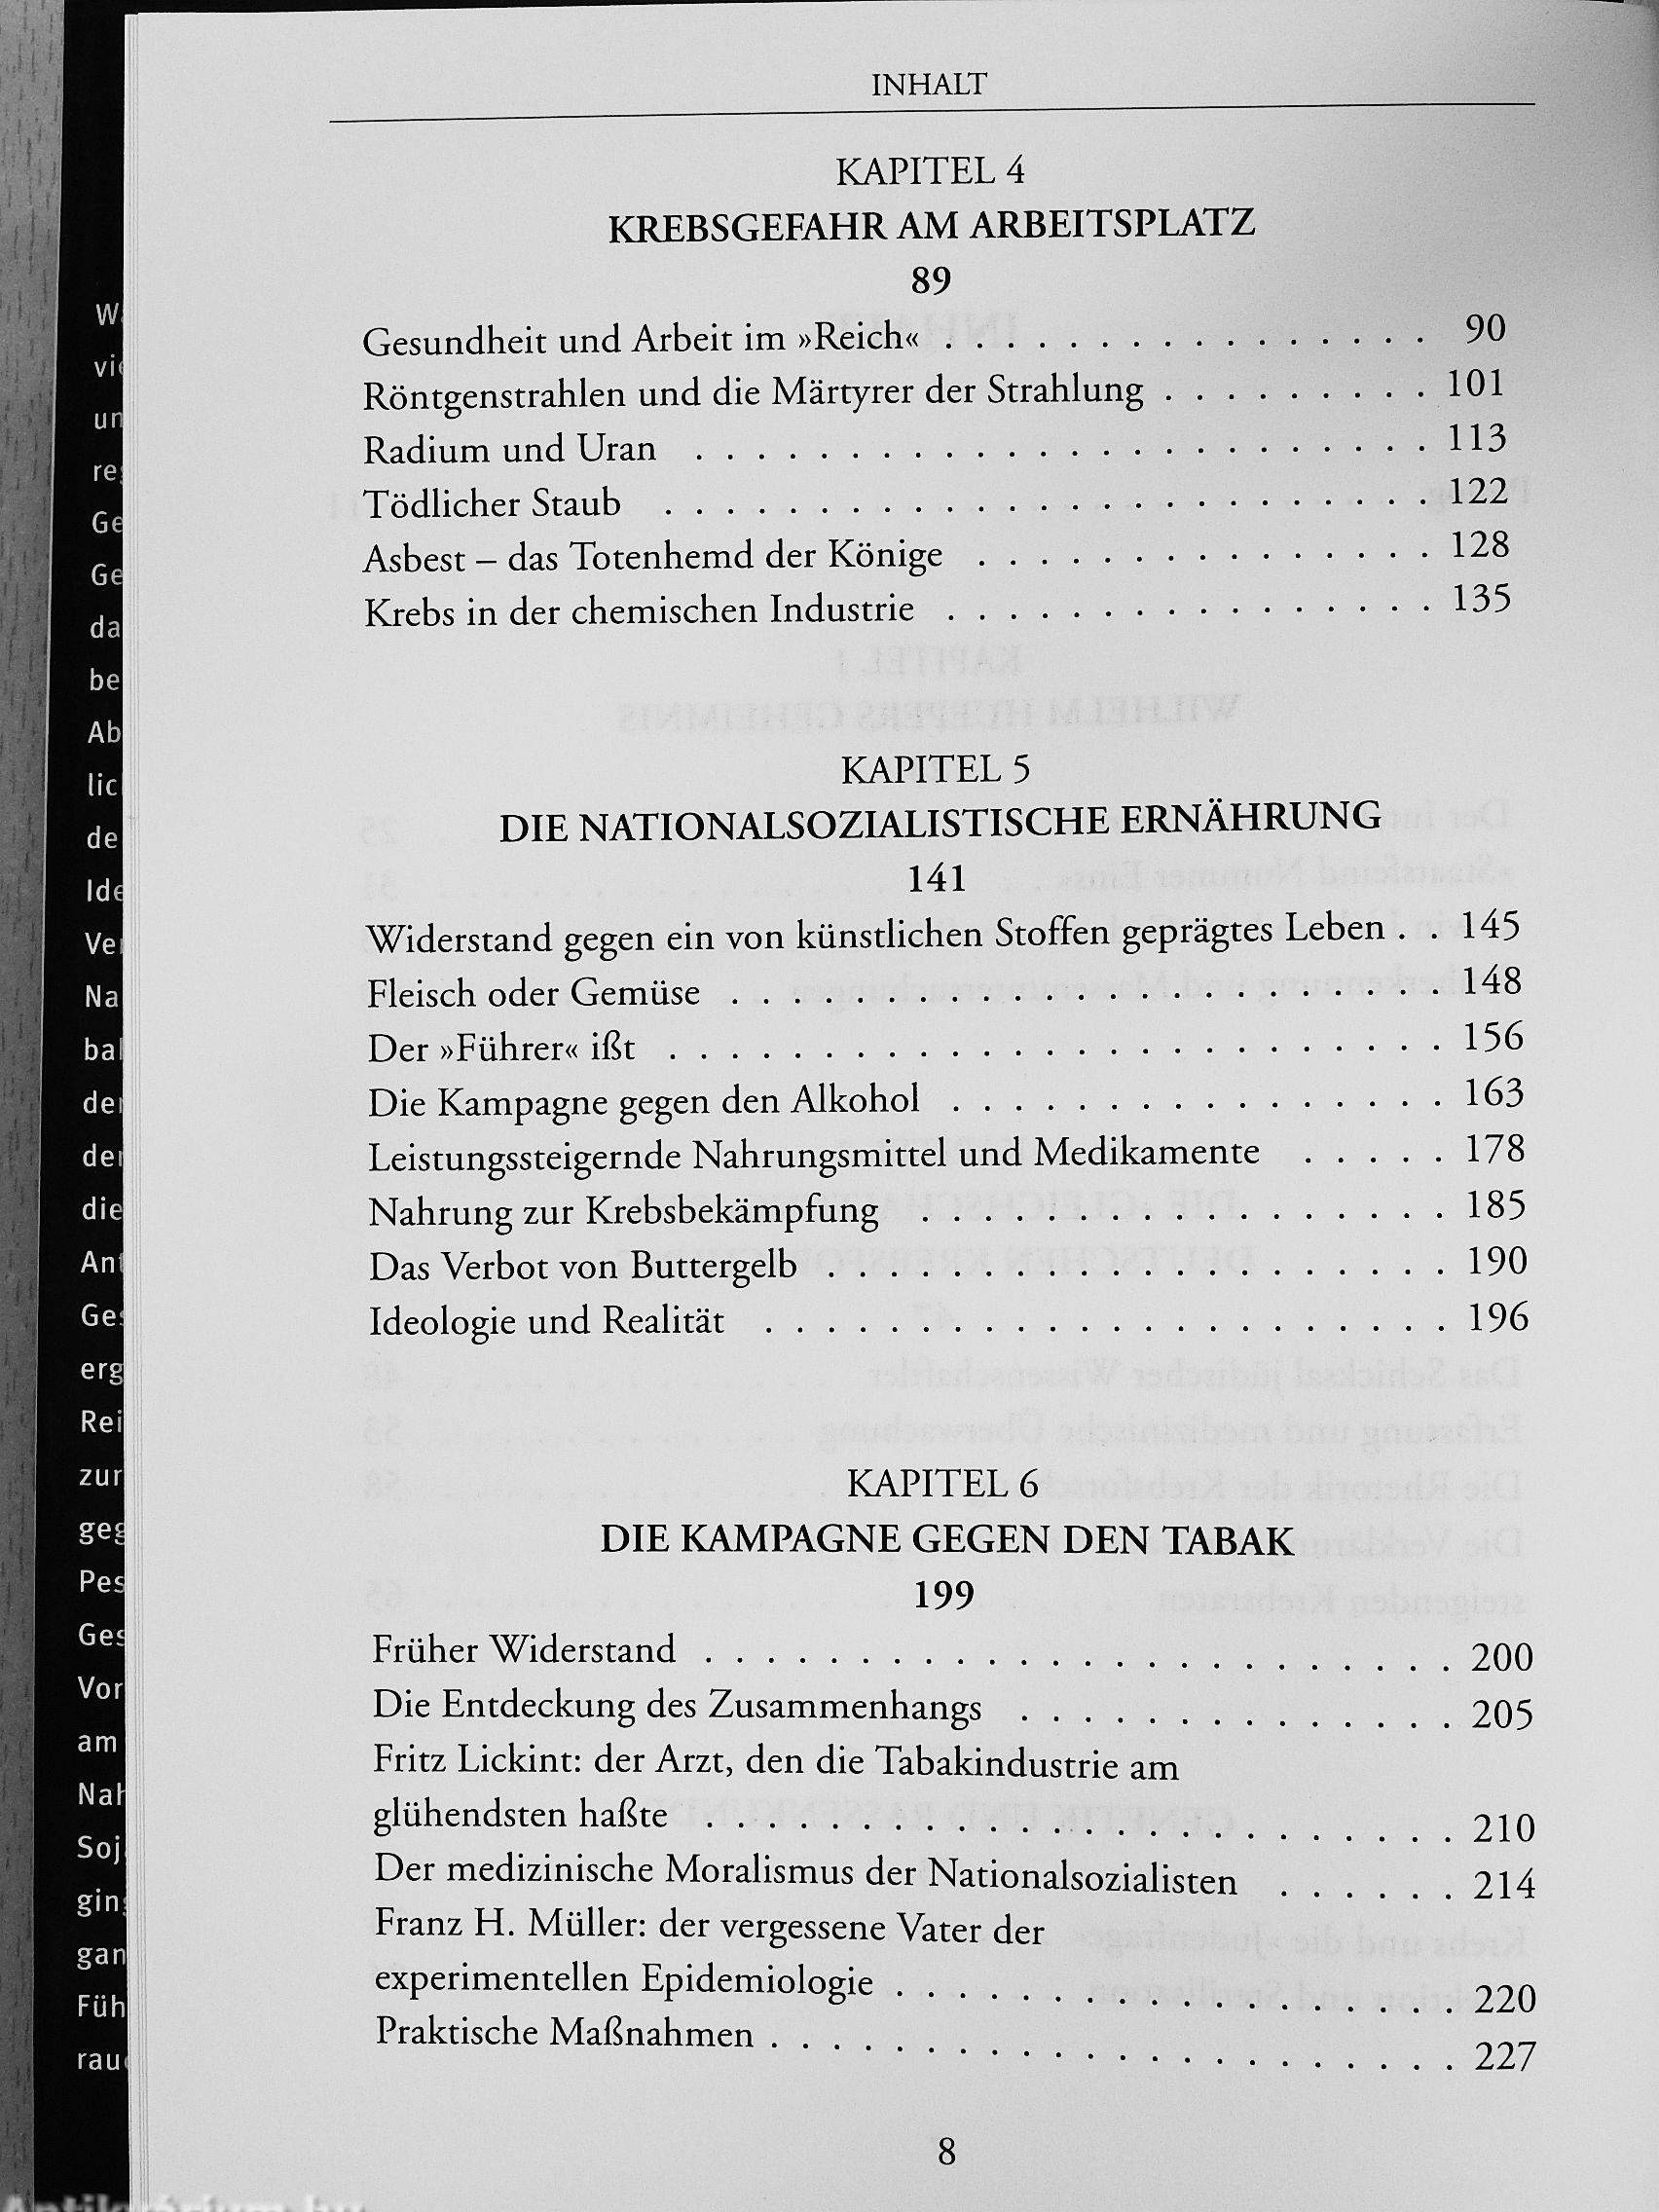 INHALT
KAPITEL 4
KREBSGEFAHR AM ARBEITSPLATZ
89
Gesundheit und Arbeit im »Reich« . . . . . . . . . . . . . . . . 90
Röntgenstrahlen und die Märtyrer der Strahlung . . . . . . . . . 101
Radium und Uran . . . . . . . . . . . . . . . . . . . . . . . . 113
Tödlicher Staub . . . . . . . . . . . . . . . . . . . . . . . . . 122
Asbest – das Totenhemd der Könige . . . . . . . . . . . . . . . 128
Krebs in der chemischen Industrie . . . . . . . . . . . . . . . . 135
KAPITEL 5
DIE NATIONALSOZIALISTISCHE ERNÄHRUNG
141
Widerstand gegen ein von künstlichen Stoffen geprägtes Leben . . 145
Fleisch oder Gemüse . . . . . . . . . . . . . . . . . . . . . . . 148
Der »Führer« ißt . . . . . . . . . . . . . . . . . . . . . . . . . 156
Die Kampagne gegen den Alkohol . . . . . . . . . . . . . . . . 163
Leistungssteigernde Nahrungsmittel und Medikamente . . . . . 178
Nahrung zur Krebsbekämpfung . . . . . . . . . . . . . . . . . 185
Das Verbot von Buttergelb . . . . . . . . . . . . . . . . . . . . 190
Ideologie und Realität . . . . . . . . . . . . . . . . . . . . . . 196
KAPITEL 6
DIE KAMPAGNE GEGEN DEN TABAK
199
Früher Widerstand . . . . . . . . . . . . . . . . . . . . . . . . 200
Die Entdeckung des Zusammenhangs . . . . . . . . . . . . . . 205
Fritz Lickint: der Arzt, den die Tabakindustrie am
glühendsten haßte . . . . . . . . . . . . . . . . . . . . . . . . 210
Der medizinische Moralismus der Nationalsozialisten . . . . . . 214
Franz H. Müller: der vergessene Vater der
experimentellen Epidemiologie . . . . . . . . . . . . . . . . . . 220
Praktische Maßnahmen . . . . . . . . . . . . . . . . . . . . . . 227
8